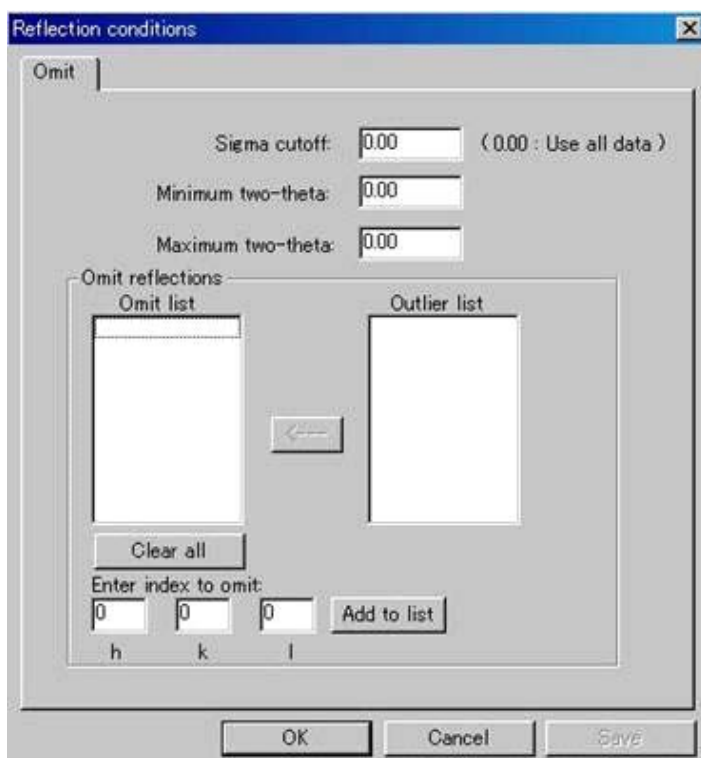 Reflection conditions
Omit
Sigma cutoff: 0.00 ( 0.00 : Use all data )
Minimum two-theta: 0.00
Maximum two-theta: 0.00
Omit reflections
Omit list Outlier list
<---
Clear all
Enter index to omit:
0 0 0 Add to list
h k l
OK Cancel Save